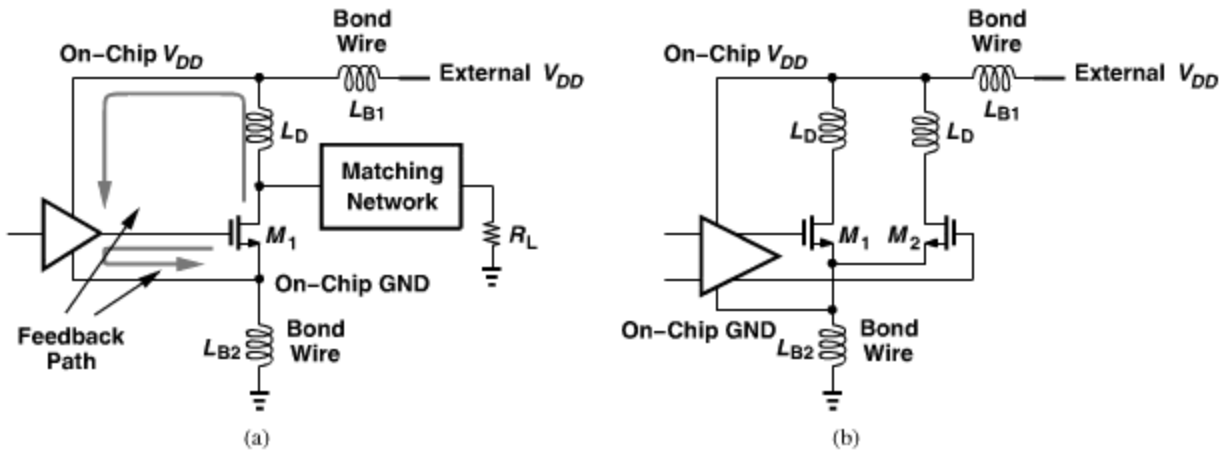 Bond
Wire
On–Chip VDD
External VDD
LB1
LD
Matching
Network
M1
RL
On–Chip GND
Feedback
Path
LB2
Bond
Wire
(a)
Bond
Wire
On–Chip VDD
External VDD
LB1
LD
LD
M1
M2
On–Chip GND
LB2
Bond
Wire
(b)